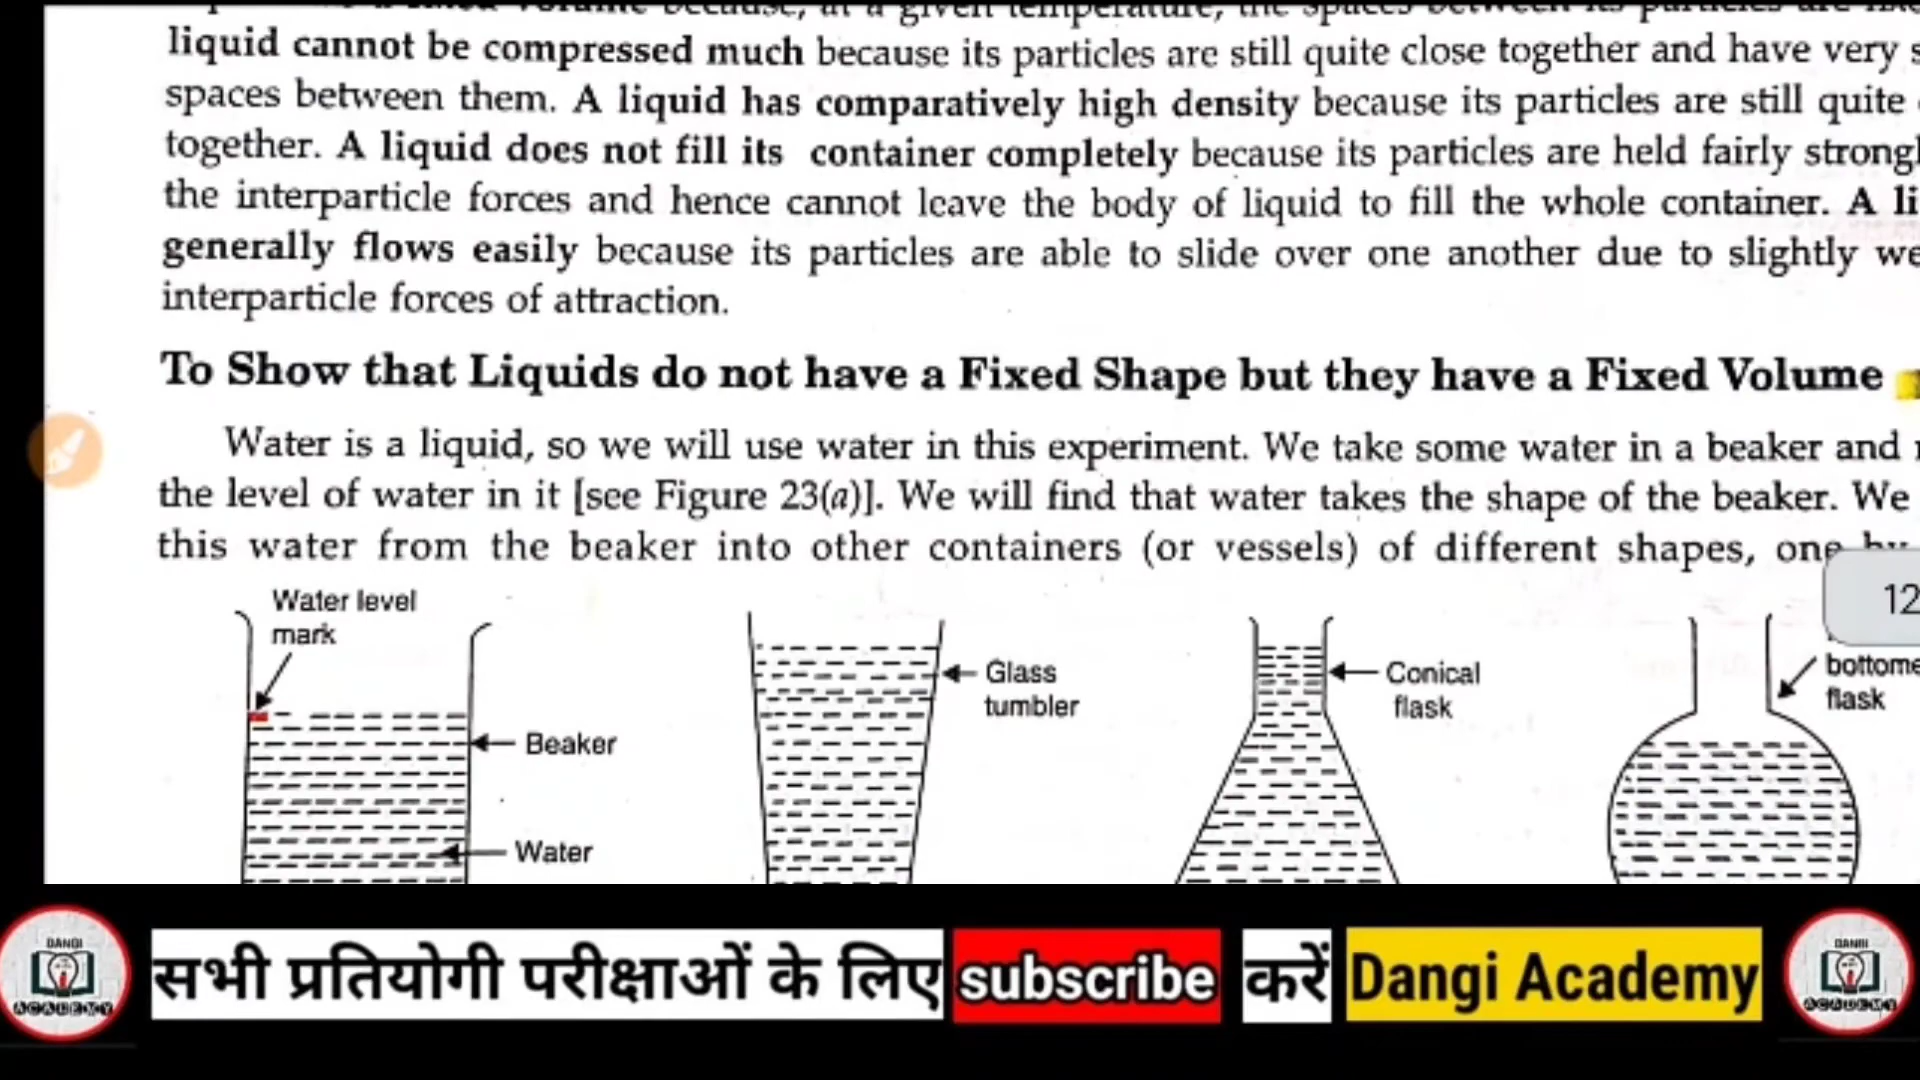 liquid cannot be compressed much because its particles are still quite close together and have very
spaces between them. A liquid has comparatively high density because its particles are still quite
together. A liquid does not fill its container completely because its particles are held fairly
the interparticle forces and hence cannot leave the body of liquid to fill the whole container. A
generally flows easily because its particles are able to slide over one another due to slightly
interparticle forces of attraction.
To Show that Liquids do not have a Fixed Shape but they have a Fixed Volume
Water is a liquid, so we will use water in this experiment. We take some water in a beaker and
the level of water in it [see Figure 23(a)]. We will find that water takes the shape of the beaker. We
this water from the beaker into other containers (or vessels) of different shapes, one
12
Water level
mark
Beaker
Water
Glass
tumbler
Conical
flask
flask
DANGI
ACADEMY
सभी प्रतियोगी परीक्षाओं के लिए subscribe करें Dangi Academy
DANGI
ACADEMY